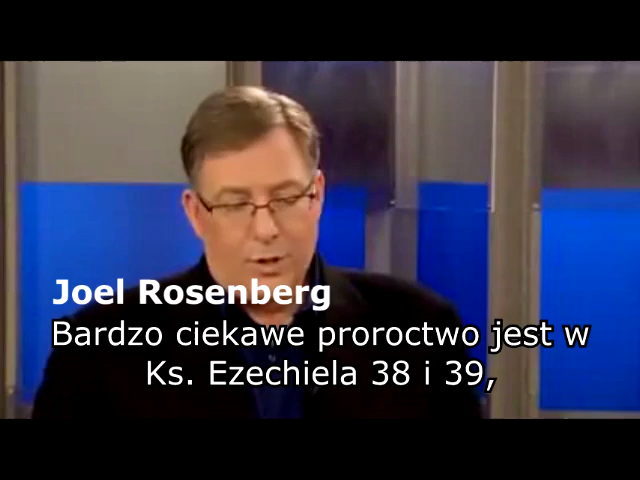 Joel Rosenberg
Bardzo ciekawe proroctwo jest w
Ks. Ezechiela 38 i 39,